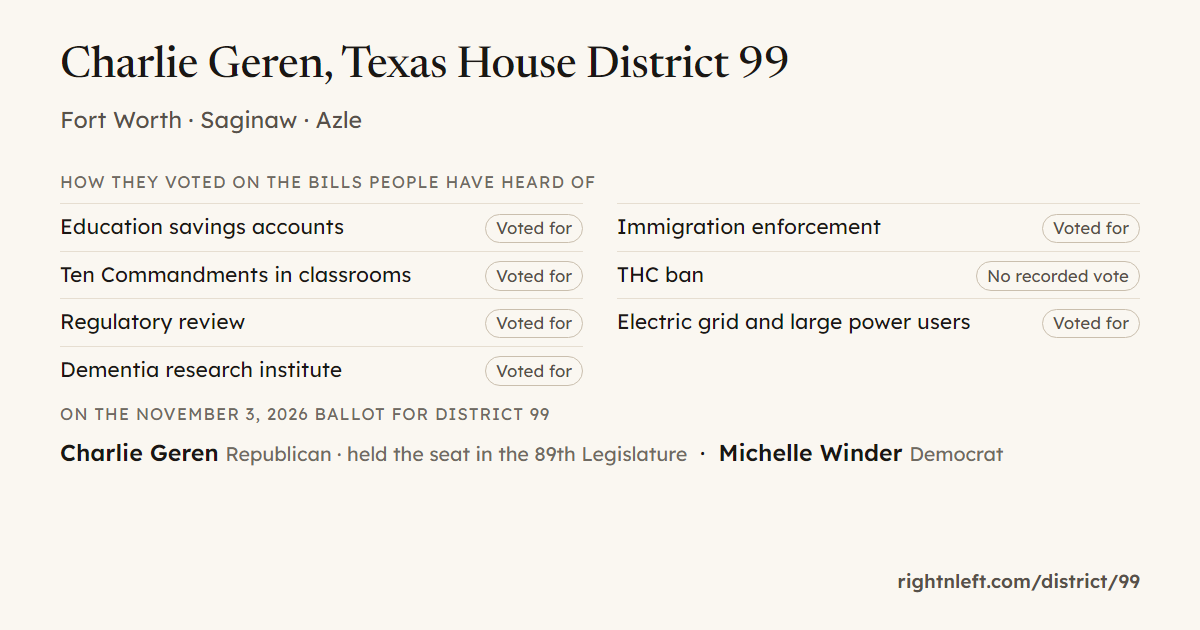 Charlie Geren, Texas House District 99
Fort Worth · Saginaw · Azle
HOW THEY VOTED ON THE BILLS PEOPLE HAVE HEARD OF
Education savings accounts Voted for
Ten Commandments in classrooms Voted for
Regulatory review Voted for
Dementia research institute Voted for
Immigration enforcement Voted for
THC ban No recorded vote
Electric grid and large power users Voted for
ON THE NOVEMBER 3, 2026 BALLOT FOR DISTRICT 99
Charlie Geren Republican · held the seat in the 89th Legislature · Michelle Winder Democrat
rightnleft.com/district/99